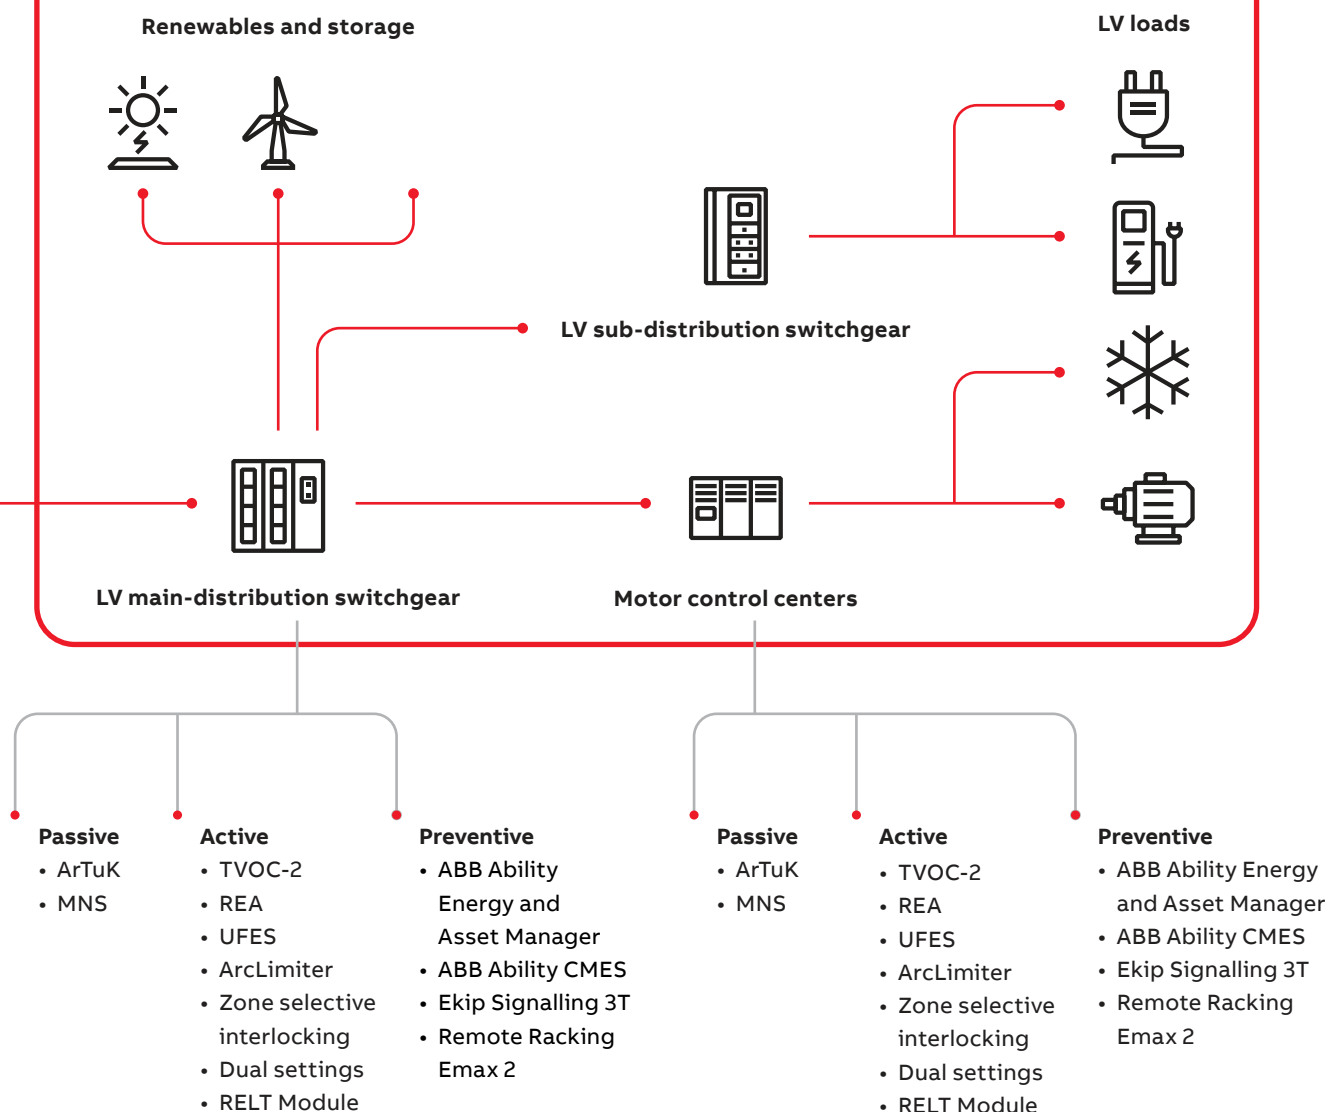 Renewables and storage
LV loads
LV sub-distribution switchgear
LV main-distribution switchgear
Motor control centers
Passive
• ArTuK
• MNS
Active
• TVOC-2
• REA
• UFES
• ArcLimiter
• Zone selective
interlocking
• Dual settings
• RELT Module
Preventive
• ABB Ability
Energy and
Asset Manager
• ABB Ability CMES
• Ekip Signalling 3T
• Remote Racking
Emax 2
Passive
• ArTuK
• MNS
Active
• TVOC-2
• REA
• UFES
• ArcLimiter
• Zone selective
interlocking
• Dual settings
• RELT Module
Preventive
• ABB Ability Energy
and Asset Manager
• ABB Ability CMES
• Ekip Signalling 3T
• Remote Racking
Emax 2